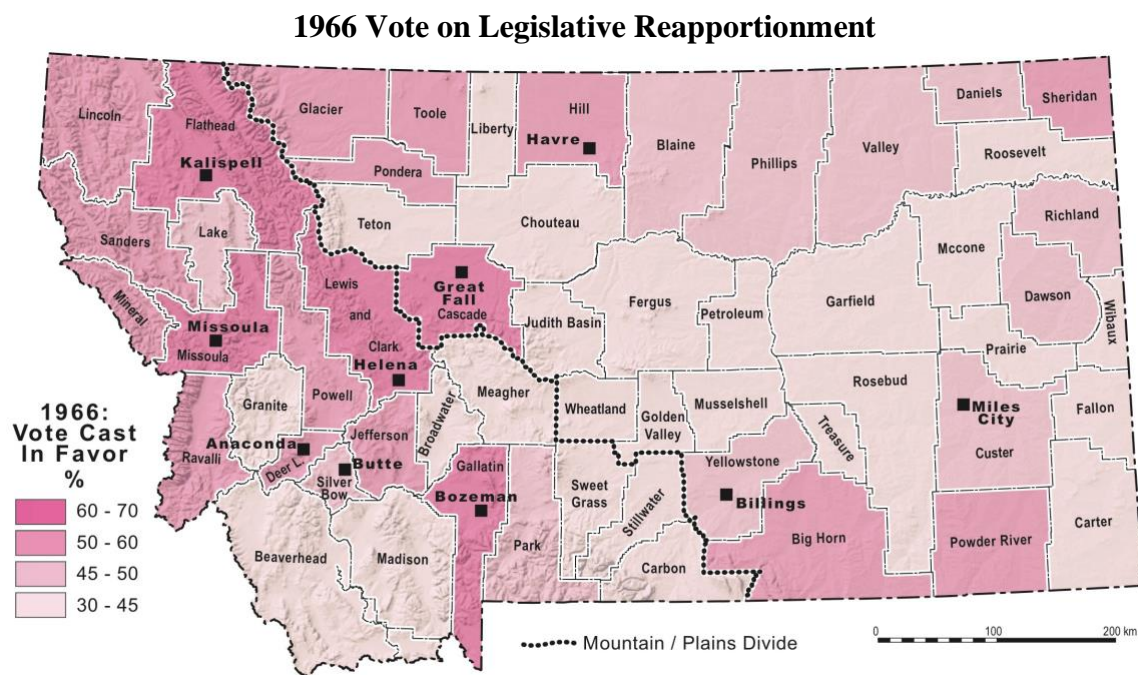 1966 Vote on Legislative Reapportionment
Lincoln
Flathead
Kalispell
Glacier
Toole
Liberty
Hill
Havre
Blaine
Phillips
Valley
Daniels
Sheridan
Roosevelt
Pondera
Teton
Chouteau
Richland
Mccone
Sanders
Lake
Lewis
and
Clark
Helena
Great
Fall
Cascade
Fergus
Petroleum
Garfield
Dawson
Wibaux
Mineral
Missoula
Missoula
Judith Basin
Prairie
Powell
Granite
Meagher
Broadwater
Wheatland
Golden
Valley
Musselshell
Rosebud
Treasure
Miles
City
Custer
Fallon
Ravalli
Anaconda
Deer L.
Jefferson
Butte
Silver
Bow
Gallatin
Bozeman
Park
Sweet
Grass
Stillwater
Yellowstone
Billings
Big Horn
Powder River
Carter
Beaverhead
Madison
Carbon
1966:
Vote Cast
In Favor
%
60 - 70
50 - 60
45 - 50
30 - 45
Mountain / Plains Divide
0 100 200 km